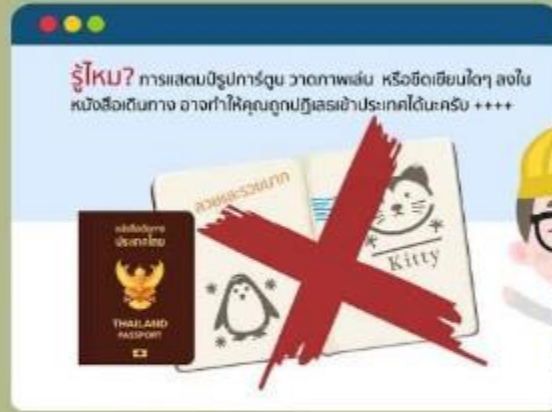 รู้ไหม? การแสตมป์รูปการ์ตูน วาดภาพเล่น หรือขีดเขียนใดๆ ลงใน
หนังสือเดินทาง อาจทำให้คุณถูกปฏิเสธเข้าประเทศได้นะครับ ++++
สวยและรวยมาก
Kitty
หนังสือเดินทาง
ประเทศไทย
THAILAND
PASSPORT